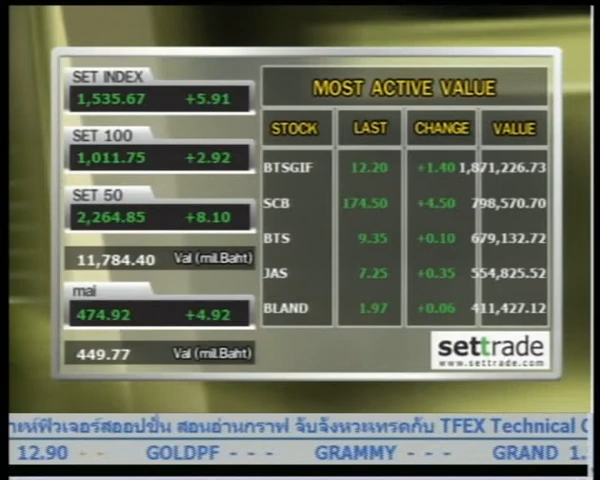 SET INDEX
1,535.67 +5.91
SET 100
1,011.75 +2.92
SET 50
2,264.85 +8.10
11,784.40 Val (mil.Baht)
mai
474.92 +4.92
449.77 Val (mil.Baht)
MOST ACTIVE VALUE
STOCK LAST CHANGE VALUE
BTSGIF 12.20 +1.40 1,871,226.73
SCB 174.50 +4.50 798,570.70
BTS 9.35 +0.10 679,132.72
JAS 7.25 +0.35 554,825.52
BLAND 1.97 +0.06 411,427.12
settrade
www.settrade.com
าะห์ฟิวเจอร์สออปชั่น สอนอ่านกราฟ จับจังหวะเทรดกับ TFEX Technical
12.90 - - GOLDPF - - - GRAMMY - - - GRAND 1.